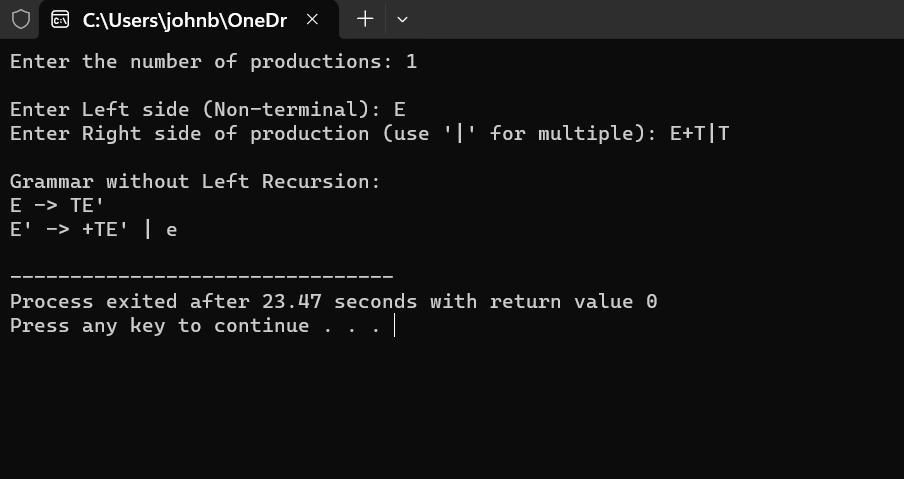 C:\Users\johnb\OneDr
Enter the number of productions: 1
Enter Left side (Non-terminal): E
Enter Right side of production (use '|' for multiple): E+T|T
Grammar without Left Recursion:
E -> TE'
E' -> +TE' | e
--------------------------------
Process exited after 23.47 seconds with return value 0
Press any key to continue . . .